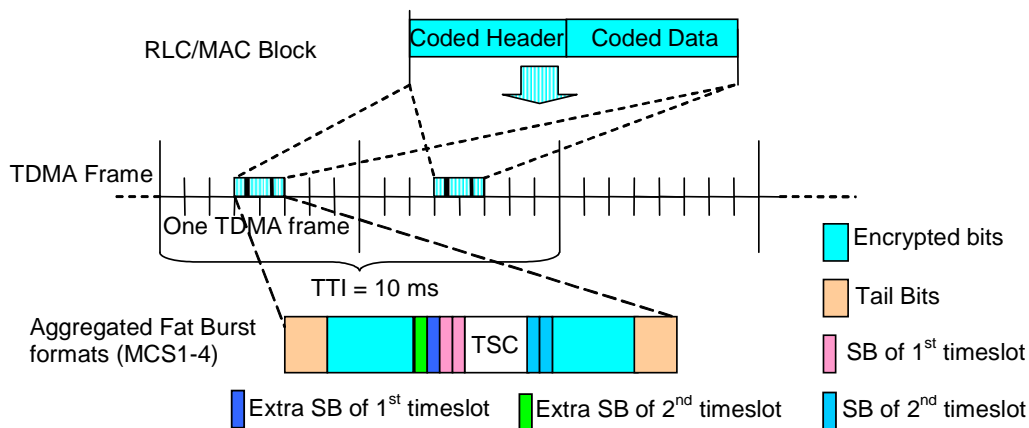 Coded Header Coded Data
RLC/MAC Block
TDMA Frame
One TDMA frame
TTI = 10 ms
Encrypted bits
Tail Bits
Aggregated Fat Burst
formats (MCS1-4)
TSC
SB of 1st timeslot
Extra SB of 1st timeslot
Extra SB of 2nd timeslot
SB of 2nd timeslot